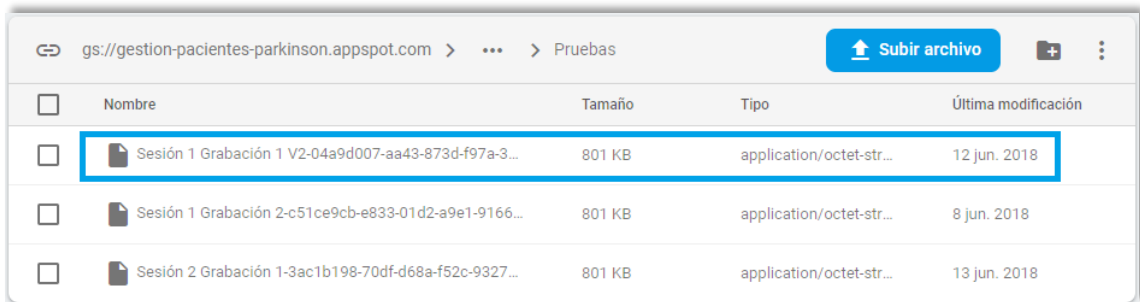 gs://gestion-pacientes-parkinson.appspot.com > ••• > Pruebas Subir archivo
Nombre Tamaño Tipo Última modificación
Sesión 1 Grabación 1 V2-04a9d007-aa43-873d-f97a-3... 801 KB application/octet-str... 12 jun. 2018
Sesión 1 Grabación 2-c51ce9cb-e833-01d2-a9e1-9166... 801 KB application/octet-str... 8 jun. 2018
Sesión 2 Grabación 1-3ac1b198-70df-d68a-f52c-9327... 801 KB application/octet-str... 13 jun. 2018